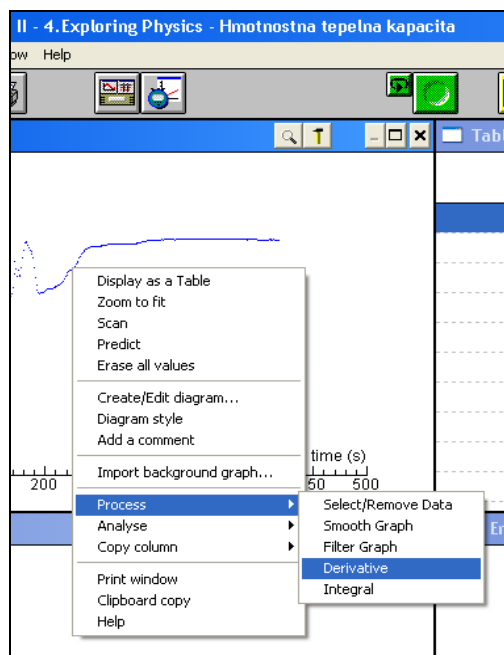 II - 4.Exploring Physics - Hmotnostna tepelna kapacita
ow Help
Tabl
Display as a Table
Zoom to fit
Scan
Predict
Erase all values
Create/Edit diagram...
Diagram style
Add a comment
time (s)
Import background graph...
200
50 500
Process
Select/Remove Data
Analyse
Smooth Graph
En
Copy column
Filter Graph
Derivative
Print window
Integral
Clipboard copy
Help